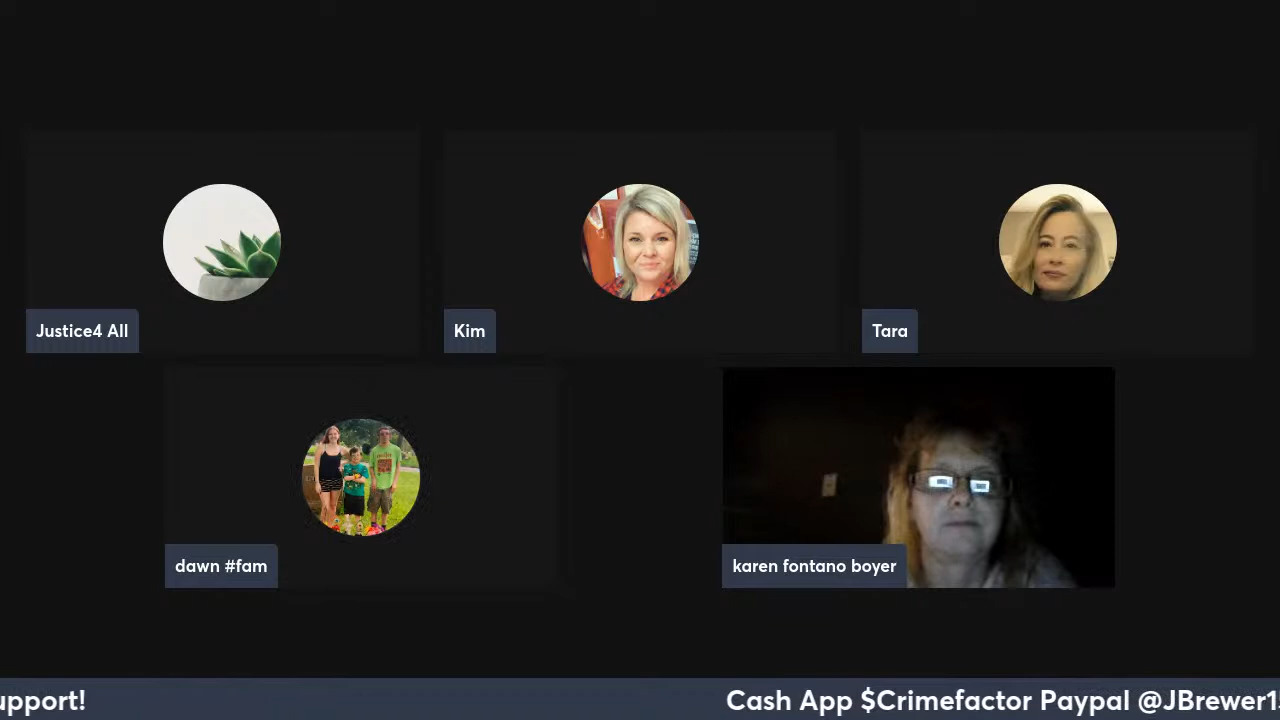 Justice4 All
Kim
Tara
dawn #fam
karen fontano boyer
upport!
Cash App $Crimefactor Paypal @JBrewer1